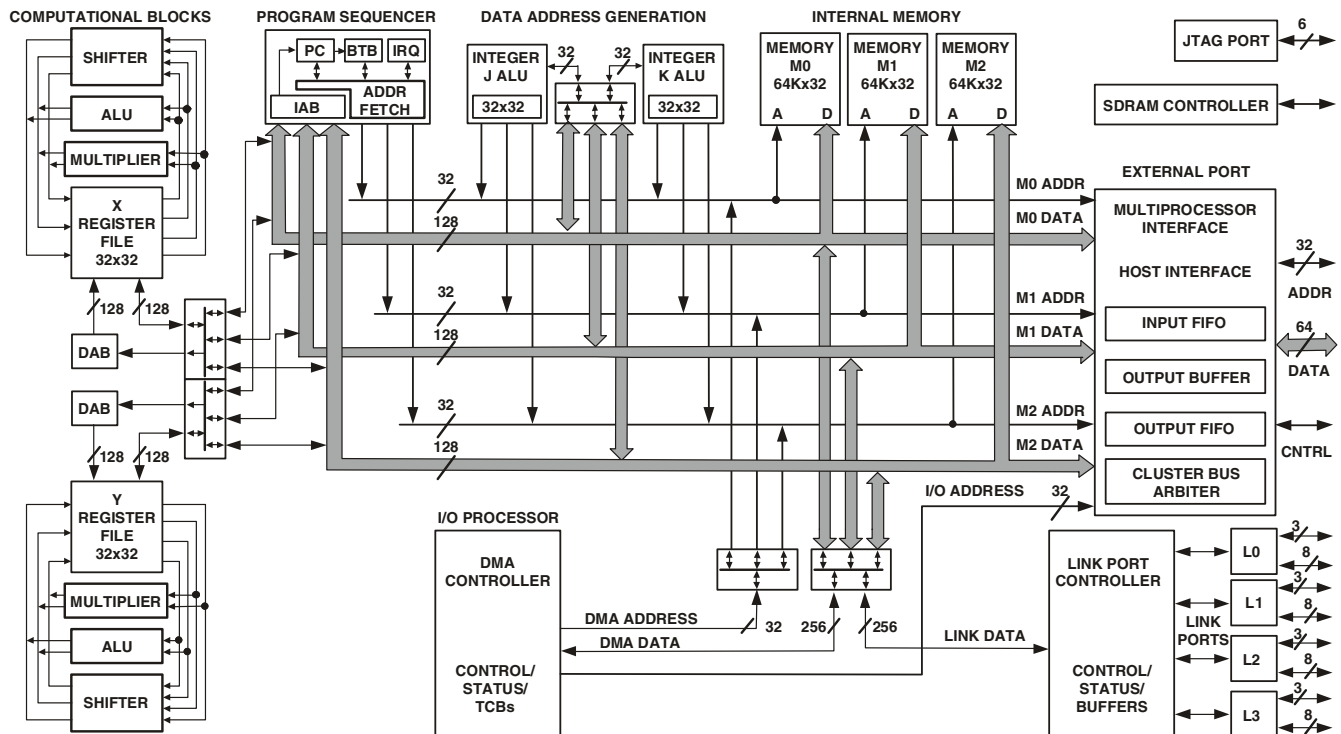 COMPUTATIONAL BLOCKS
PROGRAM SEQUENCER
DATA ADDRESS GENERATION
INTERNAL MEMORY
SHIFTER
ALU
MULTIPLIER
X
REGISTER
FILE
32x32
128
128
DAB
DAB
128
128
Y
REGISTER
FILE
32x32
MULTIPLIER
ALU
SHIFTER
PC
BTB
IRQ
ADDR
FETCH
IAB
INTEGER
J ALU
32x32
32
32
INTEGER
K ALU
32x32
MEMORY
M0
64Kx32
A
D
MEMORY
M1
64Kx32
A
D
MEMORY
M2
64Kx32
A
D
JTAG PORT
6
SDRAM CONTROLLER
32
M0 ADDR
128
M0 DATA
32
M1 ADDR
128
M1 DATA
32
M2 ADDR
128
M2 DATA
I/O ADDRESS
32
EXTERNAL PORT
MULTIPROCESSOR
INTERFACE
HOST INTERFACE
INPUT FIFO
OUTPUT BUFFER
OUTPUT FIFO
CLUSTER BUS
ARBITER
32
ADDR
64
DATA
CNTRL
I/O PROCESSOR
DMA
CONTROLLER
CONTROL/
STATUS/
TCBs
DMA ADDRESS
32
DMA DATA
256
256
LINK DATA
LINK PORT
CONTROLLER
CONTROL/
STATUS/
BUFFERS
LINK
PORTS
L0
3
8
L1
3
8
L2
3
8
L3
3
8